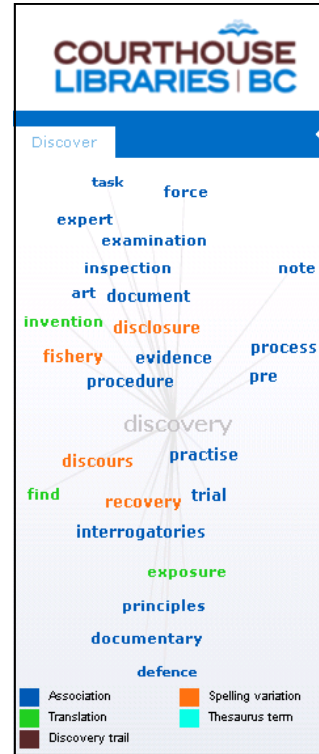 COURTHOUSE
LIBRARIES | BC
Discover
task
force
expert
examination
inspection
note
art document
invention disclosure
fishery evidence process
procedure pre
discovery
discours practise
find recovery trial
interrogatories
exposure
principles
documentary
defence
Association Spelling variation
Translation Thesaurus term
Discovery trail